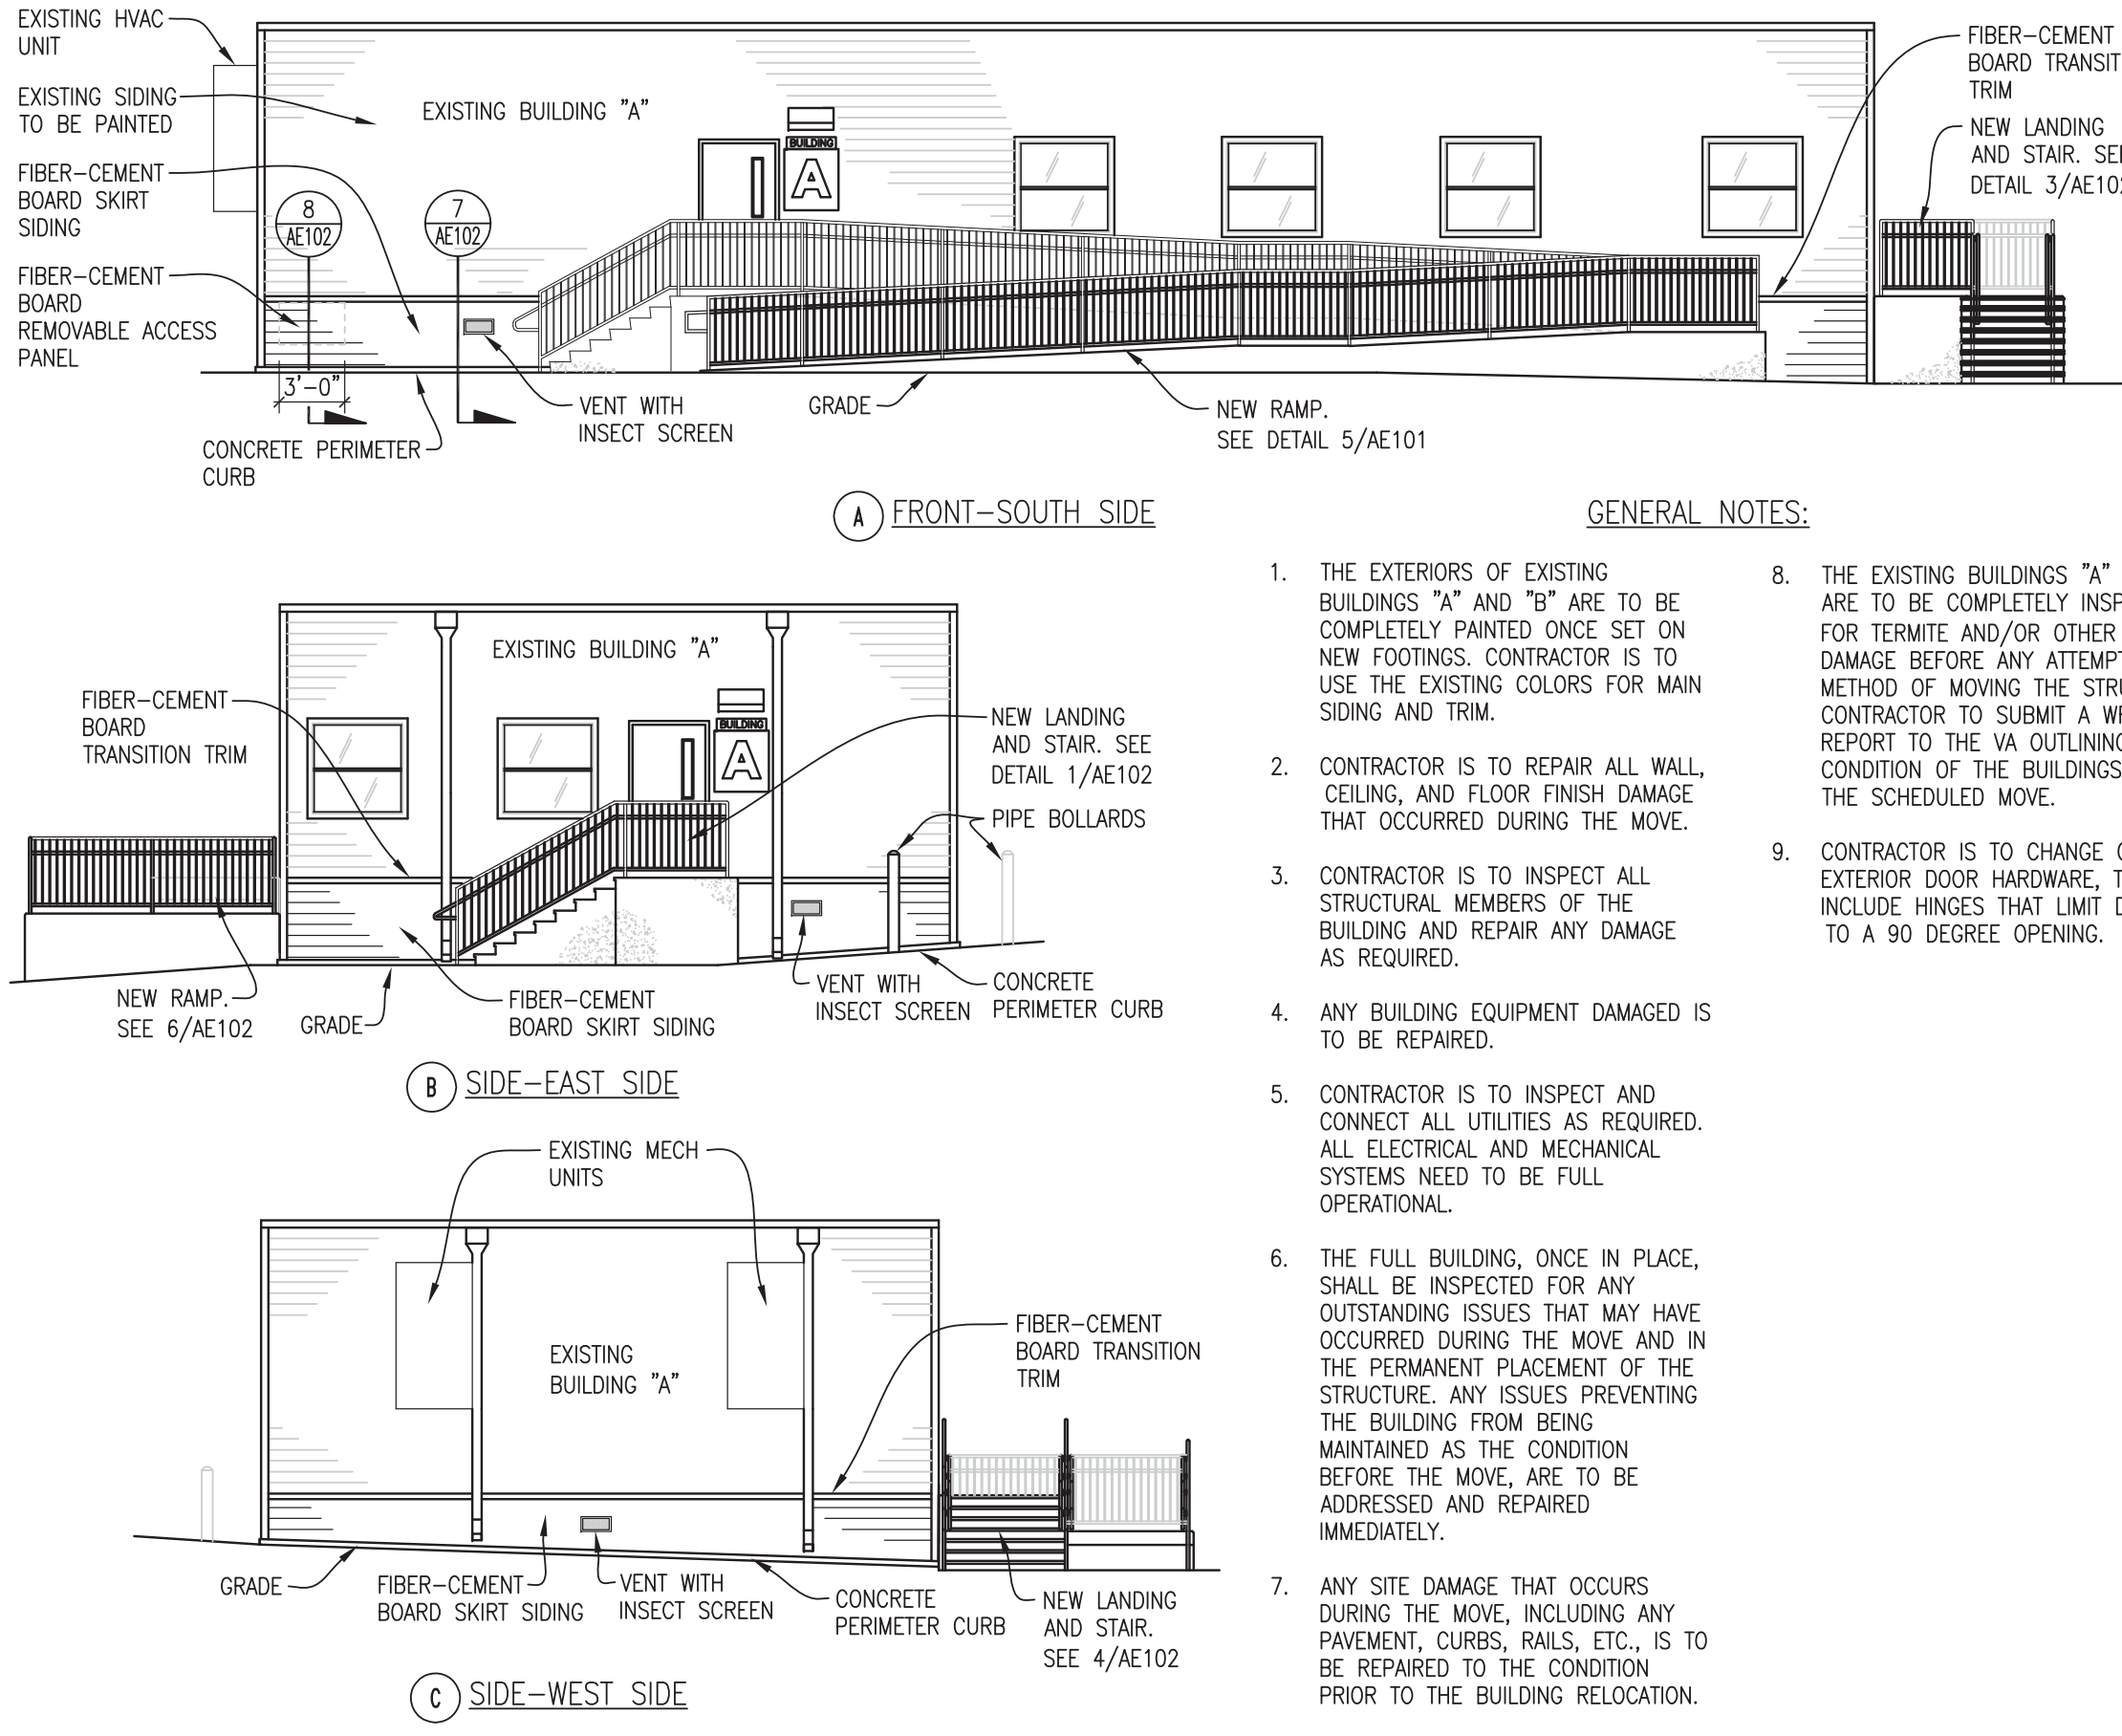 EXISTING HVAC
UNIT
EXISTING SIDING
TO BE PAINTED
FIBER-CEMENT
BOARD SKIRT
SIDING
FIBER-CEMENT
BOARD
REMOVABLE ACCESS
PANEL
EXISTING BUILDING "A"
BUILDING
A
8
AE102
7
AE102
3'-0"
CONCRETE PERIMETER
CURB
VENT WITH
INSECT SCREEN
GRADE
NEW RAMP.
SEE DETAIL 5/AE101
FIBER-CEMENT
BOARD
TRIM
NEW LANDING
AND STAIR.
DETAIL
A FRONT-SOUTH SIDE
EXISTING BUILDING "A"
BUILDING
A
FIBER-CEMENT
BOARD
TRANSITION TRIM
NEW LANDING
AND STAIR. SEE
DETAIL 1/AE102
PIPE BOLLARDS
NEW RAMP.
SEE 6/AE102
GRADE
FIBER-CEMENT
BOARD SKIRT SIDING
VENT WITH
INSECT SCREEN
CONCRETE
PERIMETER CURB
B SIDE-EAST SIDE
EXISTING MECH
UNITS
EXISTING
BUILDING "A"
FIBER-CEMENT
BOARD TRANSITION
TRIM
GRADE
FIBER-CEMENT
BOARD SKIRT SIDING
VENT WITH
INSECT SCREEN
CONCRETE
PERIMETER CURB
NEW LANDING
AND STAIR.
SEE 4/AE102
C SIDE-WEST SIDE
GENERAL NOTES:
1. THE EXTERIORS OF EXISTING
BUILDINGS "A" AND "B" ARE TO BE
COMPLETELY PAINTED ONCE SET ON
NEW FOOTINGS. CONTRACTOR IS TO
USE THE EXISTING COLORS FOR MAIN
SIDING AND TRIM.
2. CONTRACTOR IS TO REPAIR ALL WALL,
CEILING, AND FLOOR FINISH DAMAGE
THAT OCCURRED DURING THE MOVE.
3. CONTRACTOR IS TO INSPECT ALL
STRUCTURAL MEMBERS OF THE
BUILDING AND REPAIR ANY DAMAGE
AS REQUIRED.
4. ANY BUILDING EQUIPMENT DAMAGED IS
TO BE REPAIRED.
5. CONTRACTOR IS TO INSPECT AND
CONNECT ALL UTILITIES AS REQUIRED.
ALL ELECTRICAL AND MECHANICAL
SYSTEMS NEED TO BE FULL
OPERATIONAL.
6. THE FULL BUILDING, ONCE IN PLACE,
SHALL BE INSPECTED FOR ANY
OUTSTANDING ISSUES THAT MAY HAVE
OCCURRED DURING THE MOVE AND IN
THE PERMANENT PLACEMENT OF THE
STRUCTURE. ANY ISSUES PREVENTING
THE BUILDING FROM BEING
MAINTAINED AS THE CONDITION
BEFORE THE MOVE, ARE TO BE
ADDRESSED AND REPAIRED
IMMEDIATELY.
7. ANY SITE DAMAGE THAT OCCURS
DURING THE MOVE, INCLUDING ANY
PAVEMENT, CURBS, RAILS, ETC., IS TO
BE REPAIRED TO THE CONDITION
PRIOR TO THE BUILDING RELOCATION.
8. THE EXISTING BUILDINGS "A"
ARE TO BE COMPLETELY
FOR TERMITE AND/OR OTHER
DAMAGE BEFORE ANY
METHOD OF MOVING THE
CONTRACTOR TO SUBMIT A
REPORT TO THE VA
CONDITION OF THE BUILDINGS
THE SCHEDULED MOVE.
9. CONTRACTOR IS TO CHANGE
EXTERIOR DOOR HARDWARE,
INCLUDE HINGES THAT LIMIT
TO A 90 DEGREE OPENING.